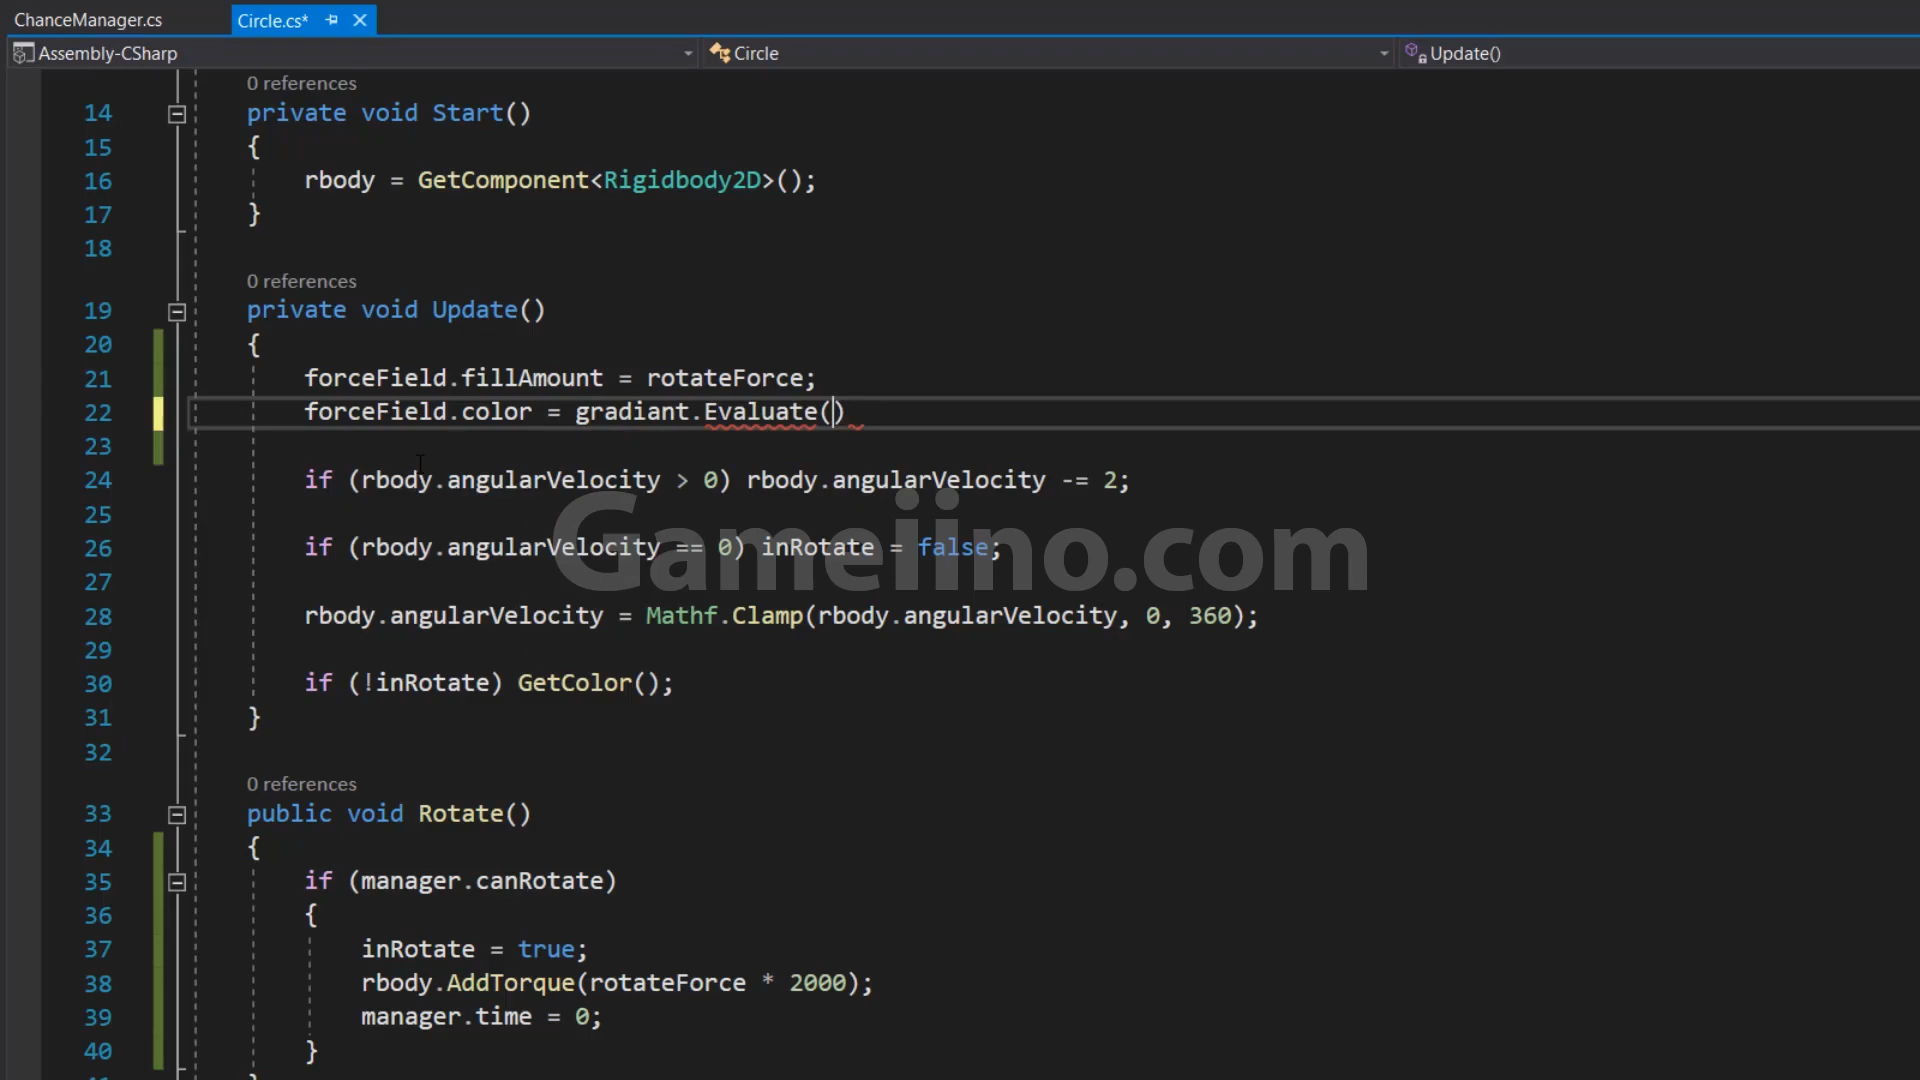 ChanceManager.cs
Circle.cs*
Assembly-CSharp
Circle
Update()
0 references
14 private void Start()
15 {
16 rbody = GetComponent<Rigidbody2D>();
17 }
18
0 references
19 private void Update()
20 {
21 forceField.fillAmount = rotateForce;
22 forceField.color = gradiant.Evaluate()
23
24 if (rbody.angularVelocity > 0) rbody.angularVelocity -= 2;
25
26 if (rbody.angularVelocity == 0) inRotate = false;
Gameiino.com
27
28 rbody.angularVelocity = Mathf.Clamp(rbody.angularVelocity, 0, 360);
29
30 if (!inRotate) GetColor();
31 }
32
0 references
33 public void Rotate()
34 {
35 if (manager.canRotate)
36 {
37 inRotate = true;
38 rbody.AddTorque(rotateForce * 2000);
39 manager.time = 0;
40 }